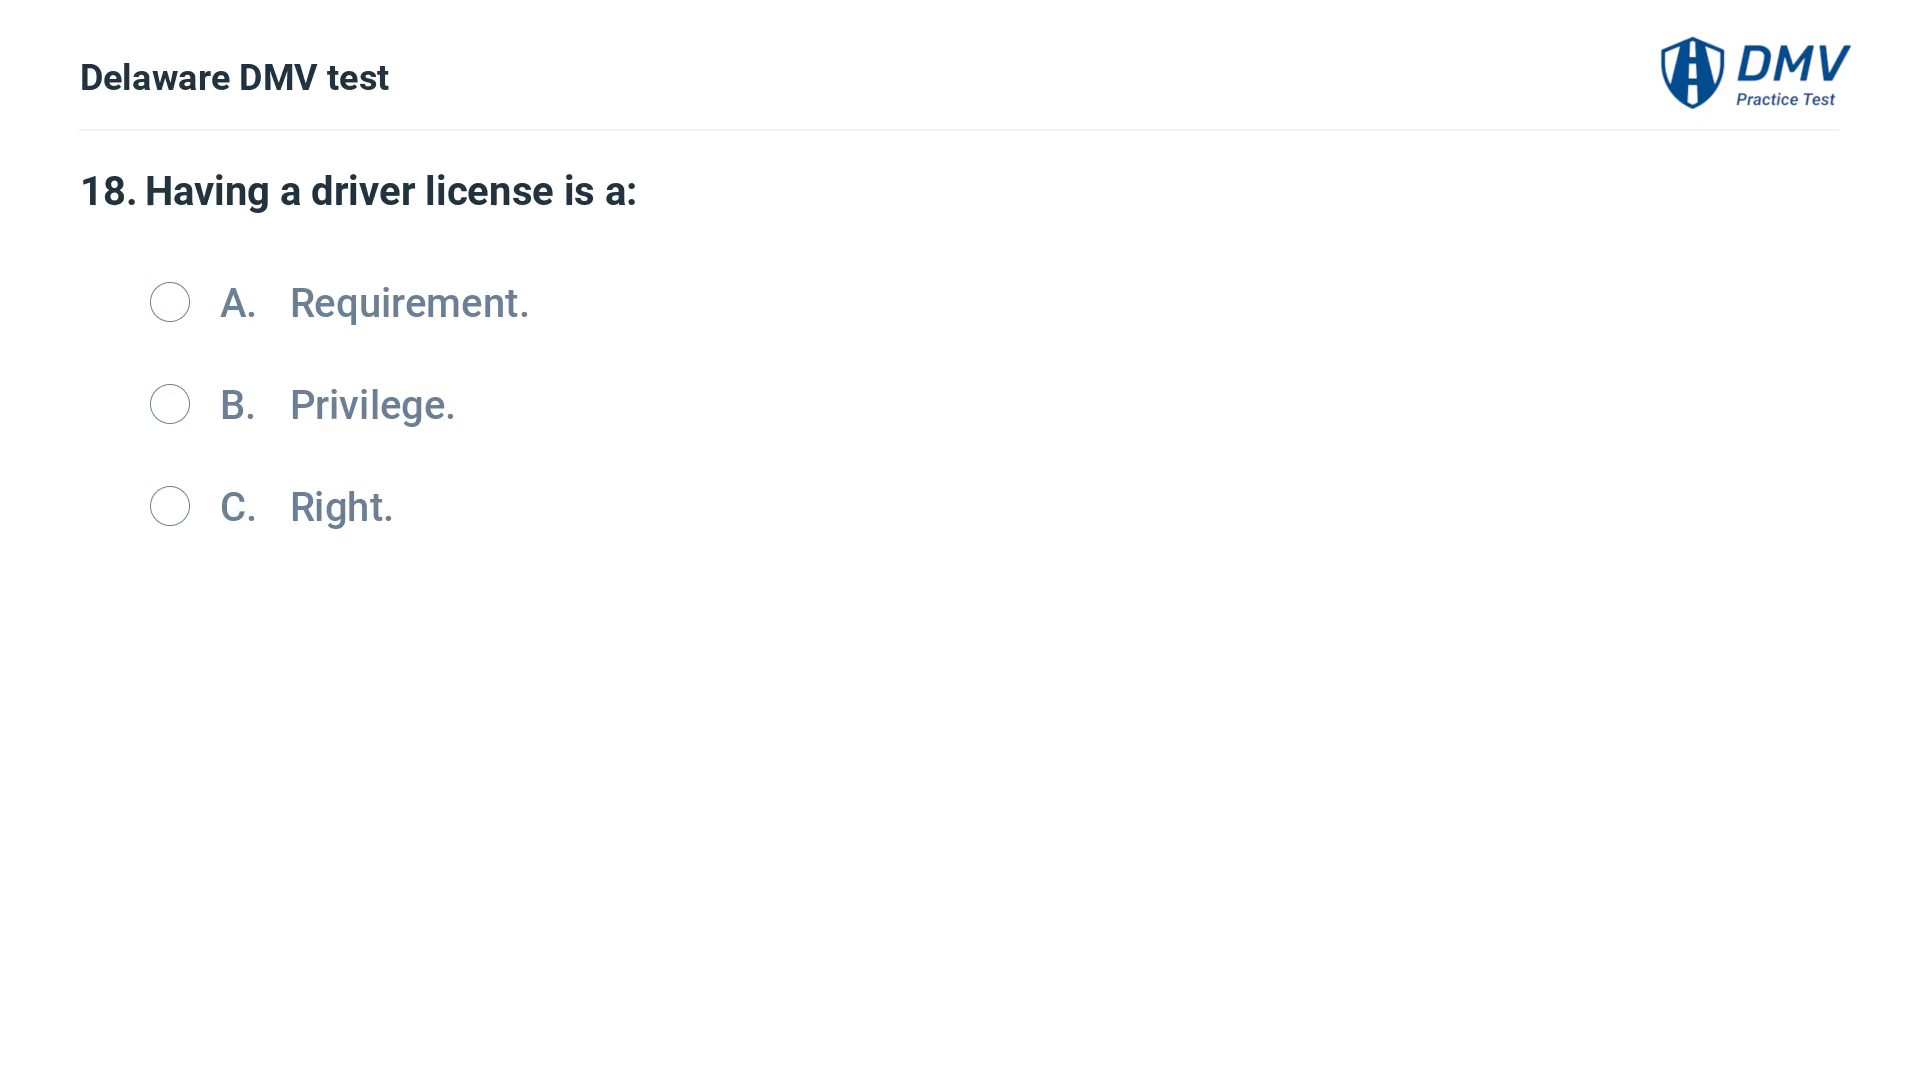 Delaware DMV test
DMV
Practice Test
18. Having a driver license is a:
A. Requirement.
B. Privilege.
C. Right.